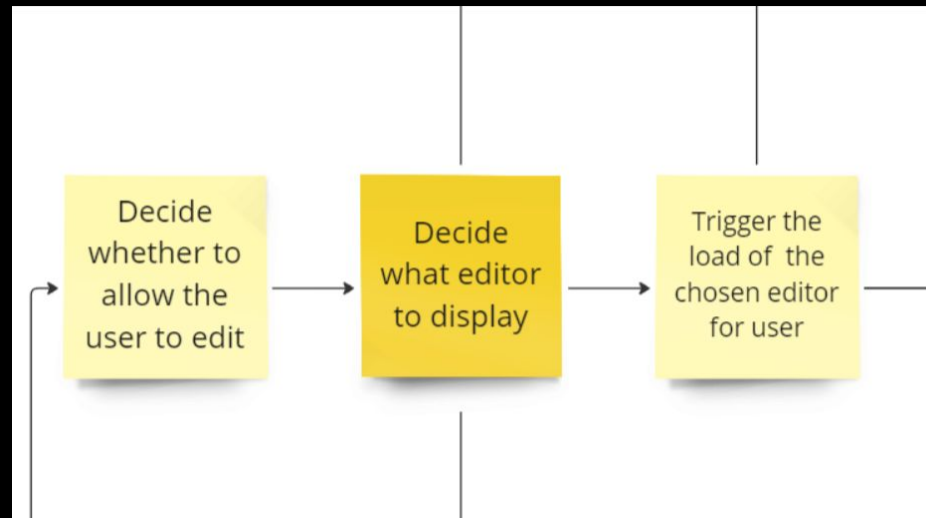 Decide
whether to
allow the
user to edit
Decide
what editor
to display
Trigger the
load of the
chosen editor
for user